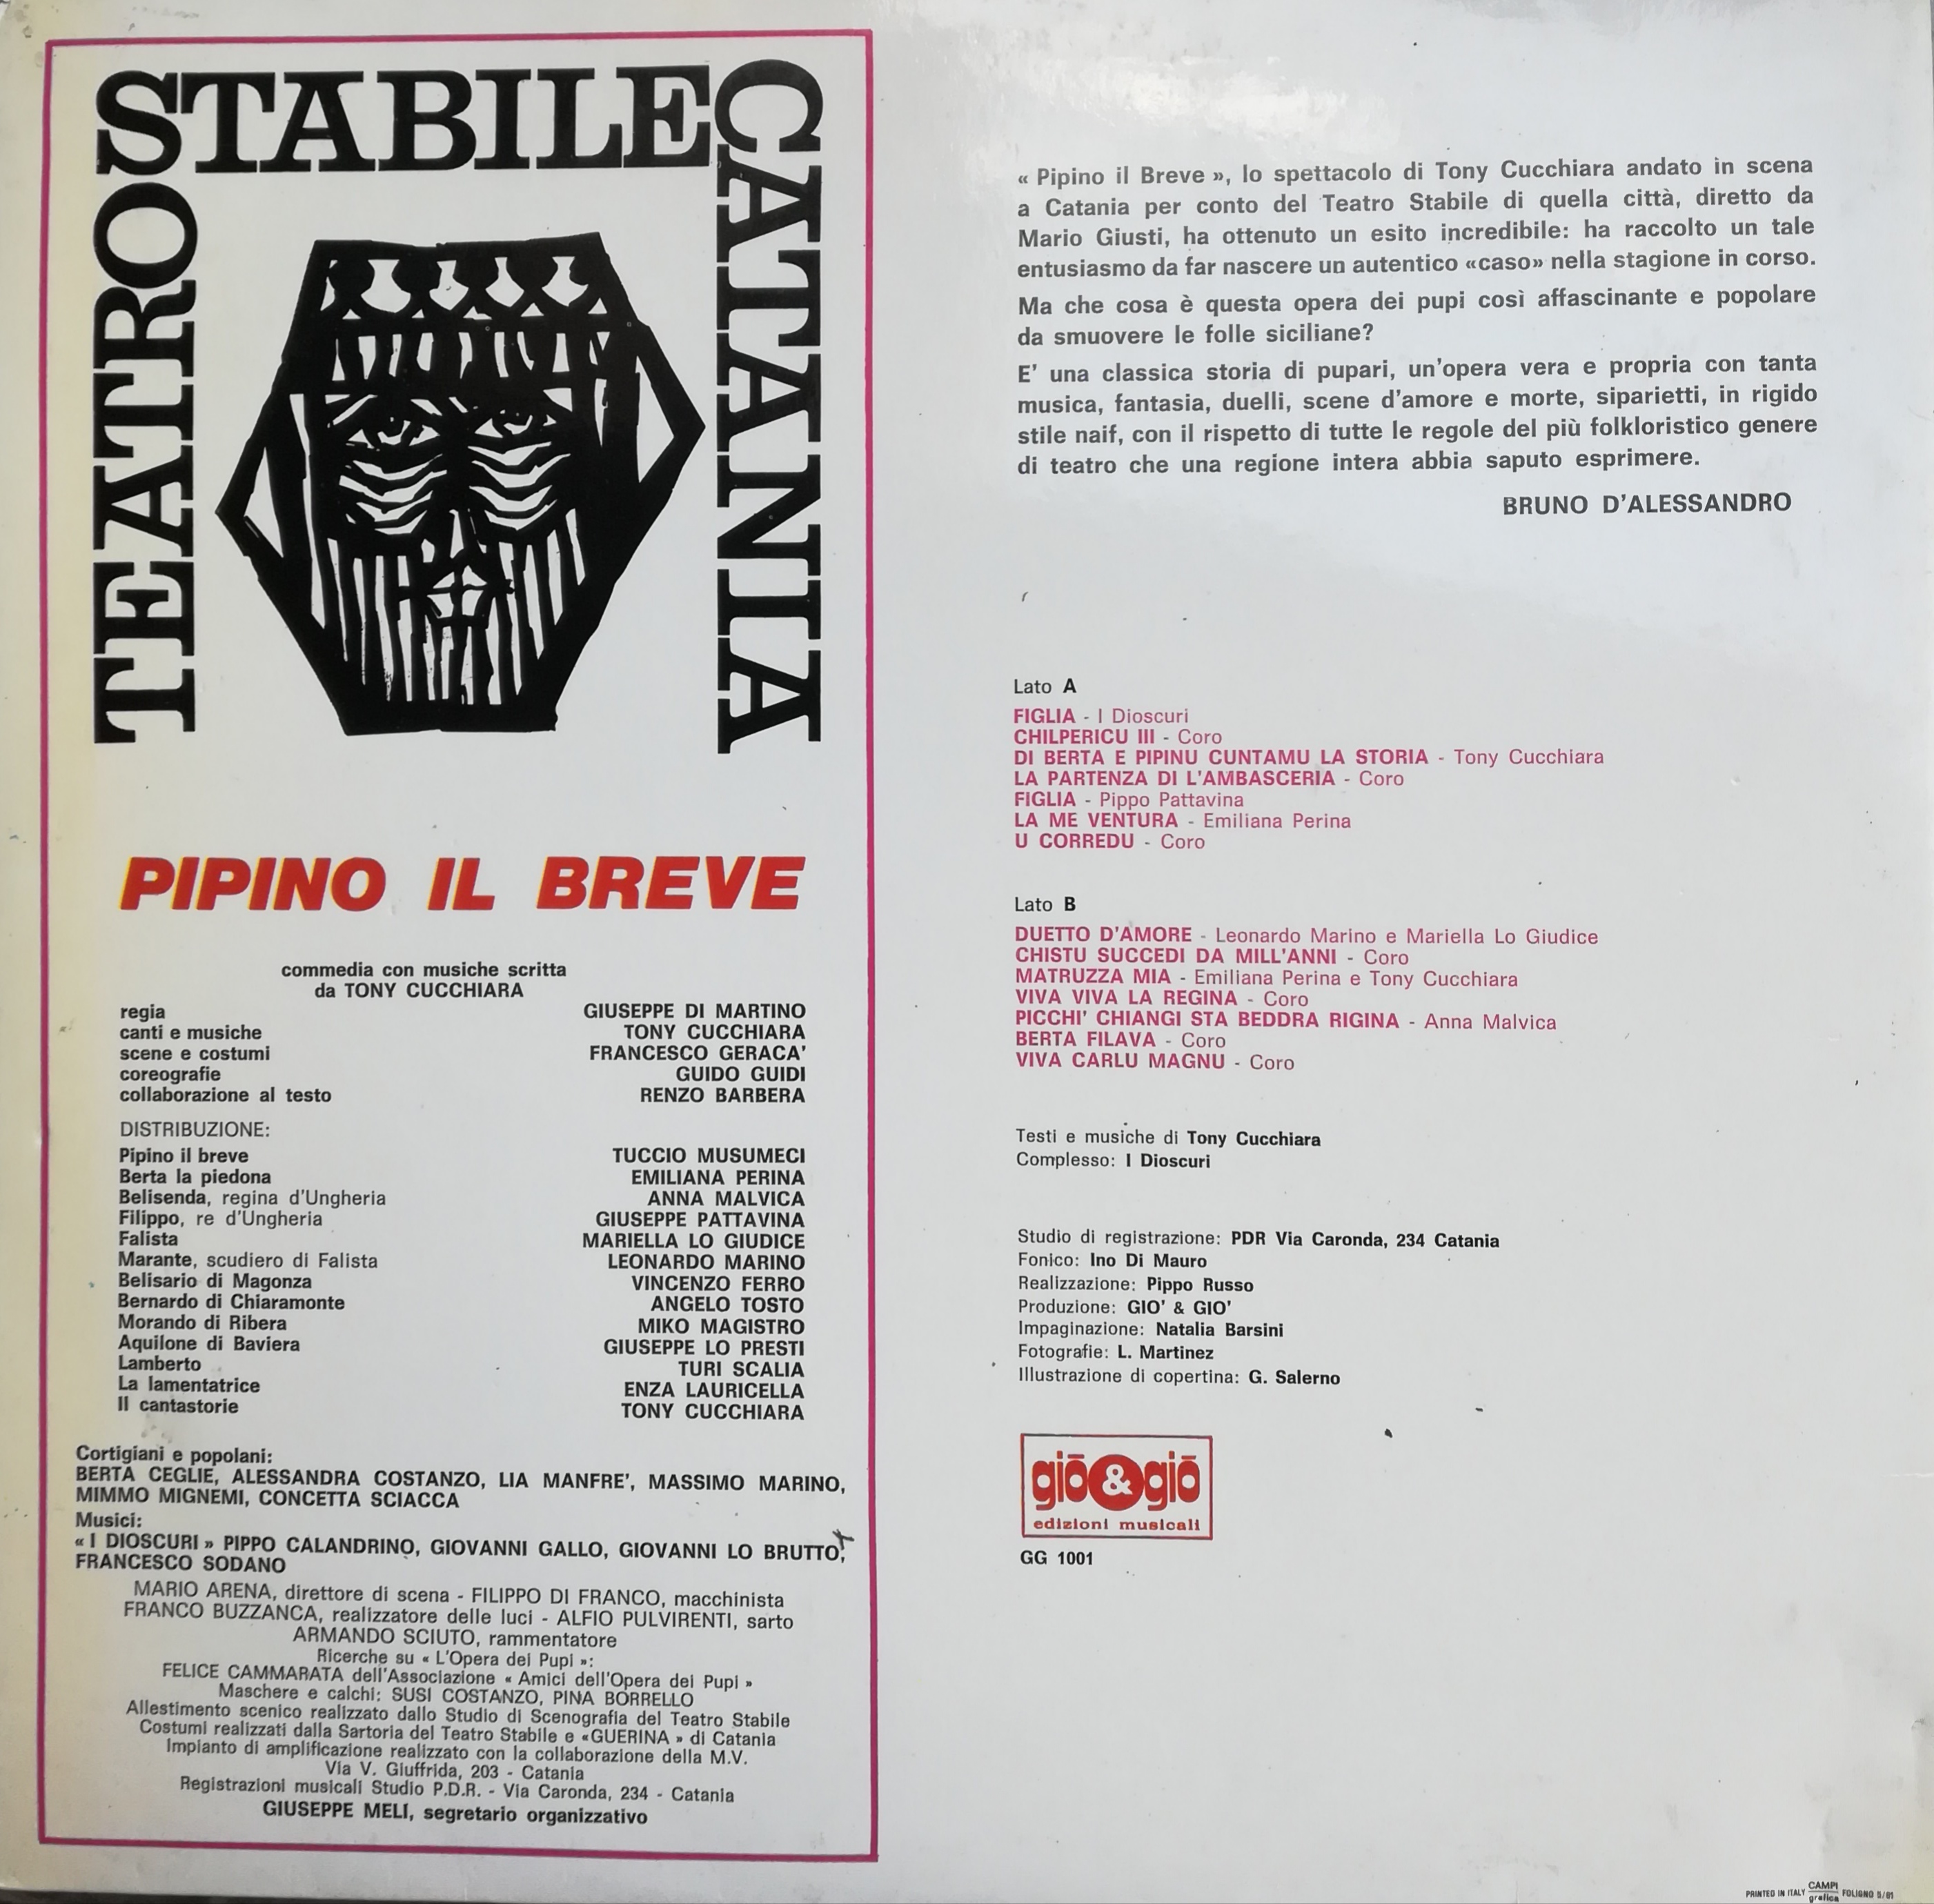 TEATRO STABILE CATANIA
PIPINO IL BREVE
commedia con musiche scritta
da TONY CUCCHIARA
regia GIUSEPPE DI MARTINO
canti e musiche TONY CUCCHIARA
scene e costumi FRANCESCO GERACA'
coreografie GUIDO GUIDI
collaborazione al testo RENZO BARBERA
DISTRIBUZIONE:
Pipino il breve TUCCIO MUSUMECI
Berta la piedona EMILIANA PERINA
Belisenda, regina d'Ungheria ANNA MALVICA
Filippo, re d'Ungheria GIUSEPPE PATTAVINA
Falista MARIELLA LO GIUDICE
Marante, scudiero di Falista LEONARDO MARINO
Belisario di Magonza VINCENZO FERRO
Bernardo di Chiaramonte ANGELO TOSTO
Morando di Ribera MIKO MAGISTRO
Aquilone di Baviera GIUSEPPE LO PRESTI
Lamberto TURI SCALIA
La lamentatrice ENZA LAURICELLA
Il cantastorie TONY CUCCHIARA
Cortigiani e popolani:
BERTA CEGLIE, ALESSANDRA COSTANZO, LIA MANFRE', MASSIMO MARINO,
MIMMO MIGNEMI, CONCETTA SCIACCA
Musici:
« I DIOSCURI » PIPPO CALANDRINO, GIOVANNI GALLO, GIOVANNI LO BRUTTO,
FRANCESCO SODANO
MARIO ARENA, direttore di scena - FILIPPO DI FRANCO, macchinista
FRANCO BUZZANCA, realizzatore delle luci - ALFIO PULVIRENTI, sarto
ARMANDO SCIUTO, rammentatore
Ricerche su « L'Opera dei Pupi »:
FELICE CAMMARATA dell'Associazione « Amici dell'Opera dei Pupi »
Maschere e calchi: SUSI COSTANZO, PINA BORRELLO
Allestimento scenico realizzato dallo Studio di Scenografia del Teatro Stabile
Costumi realizzati dalla Sartoria del Teatro Stabile e «GUERINA » di Catania
Impianto di amplificazione realizzato con la collaborazione della M.V.
Via V. Giuffrida, 203 - Catania
Registrazioni musicali Studio P.D.R. - Via Caronda, 234 - Catania
GIUSEPPE MELI, segretario organizzativo
« Pipino il Breve », lo spettacolo di Tony Cucchiara andato in scena
a Catania per conto del Teatro Stabile di quella città, diretto da
Mario Giusti, ha ottenuto un esito incredibile: ha raccolto un tale
entusiasmo da far nascere un autentico «caso» nella stagione in corso.
Ma che cosa è questa opera dei pupi così affascinante e popolare
da smuovere le folle siciliane?
E' una classica storia di pupari, un'opera vera e propria con tanta
musica, fantasia, duelli, scene d'amore e morte, siparietti, in rigido
stile naif, con il rispetto di tutte le regole del più folkloristico genere
di teatro che una regione intera abbia saputo esprimere.
BRUNO D'ALESSANDRO
Lato A
FIGLIA - I Dioscuri
CHILPERICU III - Coro
DI BERTA E PIPINU CUNTAMU LA STORIA - Tony Cucchiara
LA PARTENZA DI L'AMBASCERIA - Coro
FIGLIA - Pippo Pattavina
LA ME VENTURA - Emiliana Perina
U CORREDU - Coro
Lato B
DUETTO D'AMORE - Leonardo Marino e Mariella Lo Giudice
CHISTU SUCCEDI DA MILL'ANNI - Coro
MATRUZZA MIA - Emiliana Perina e Tony Cucchiara
VIVA VIVA LA REGINA - Coro
PICCHI' CHIANGI STA BEDDRA RIGINA - Anna Malvica
BERTA FILAVA - Coro
VIVA CARLU MAGNU - Coro
Testi e musiche di Tony Cucchiara
Complesso: I Dioscuri
Studio di registrazione: PDR Via Caronda, 234 Catania
Fonico: Ino Di Mauro
Realizzazione: Pippo Russo
Produzione: GIO' & GIO'
Impaginazione: Natalia Barsini
Fotografie: L. Martinez
Illustrazione di copertina: G. Salerno
giò&giò
edizioni musicali
GG 1001
PRINTED IN ITALY CAMPI grafica FOLIGNO 5/81